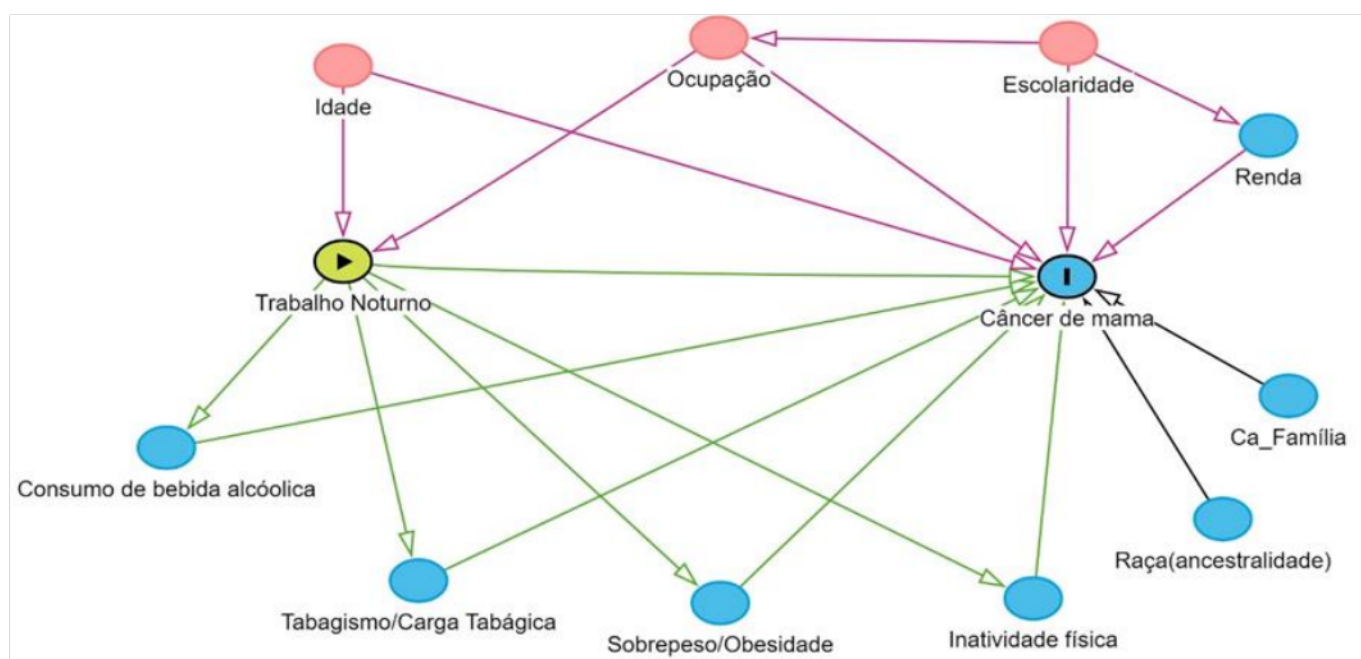 Idade
Ocupação
Escolaridade
Renda
Trabalho Noturno
Câncer de mama
Ca_Família
Consumo de bebida alcóolica
Raça(ancestralidade)
Tabagismo/Carga Tabágica
Sobrepeso/Obesidade
Inatividade física